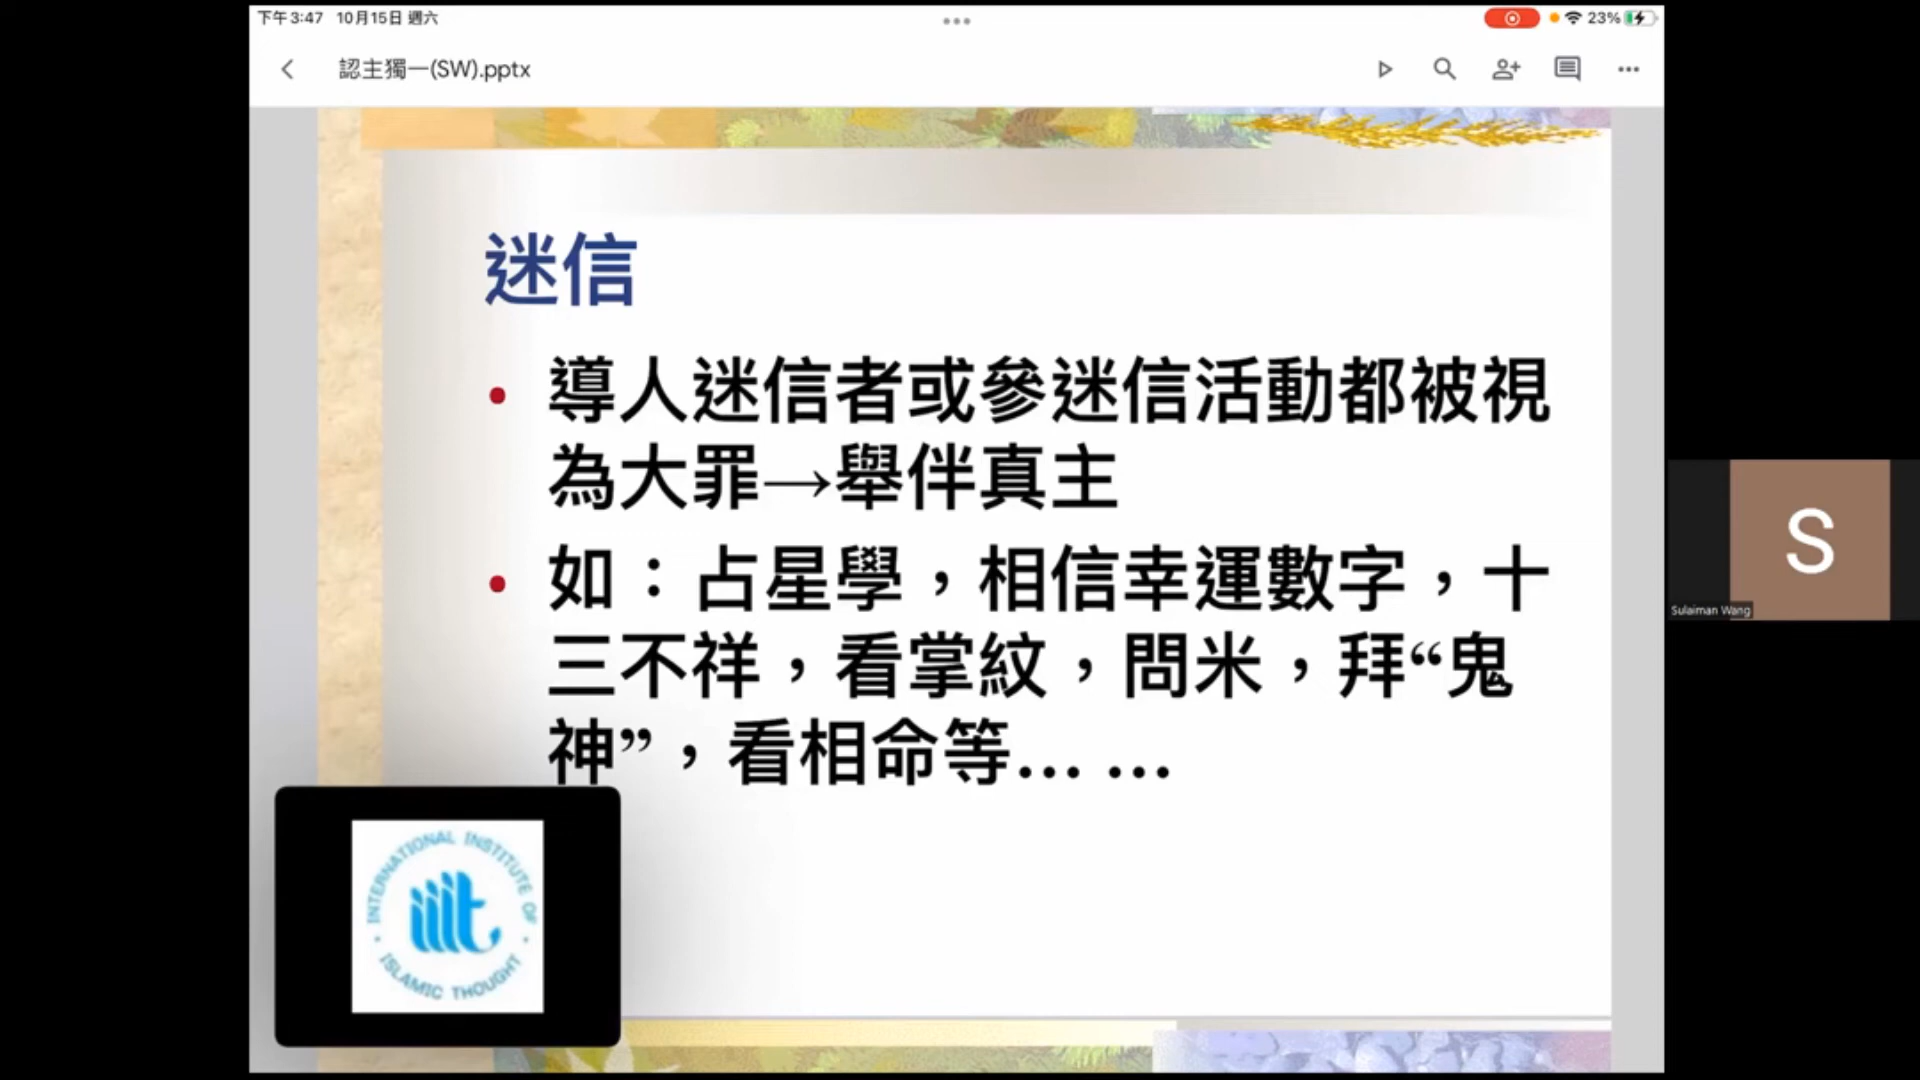 下午3:47 10月15日 週六
23%
認主獨一(SW).pptx
迷信
• 導人迷信者或參迷信活動都被視
為大罪→舉伴真主
• 如：占星學，相信幸運數字，十
三不祥，看掌紋，問米，拜“鬼
神”，看相命等… …
S
Sulaiman Wang
INTERNATIONAL INSTITUTE OF
iiit
ISLAMIC THOUGHT